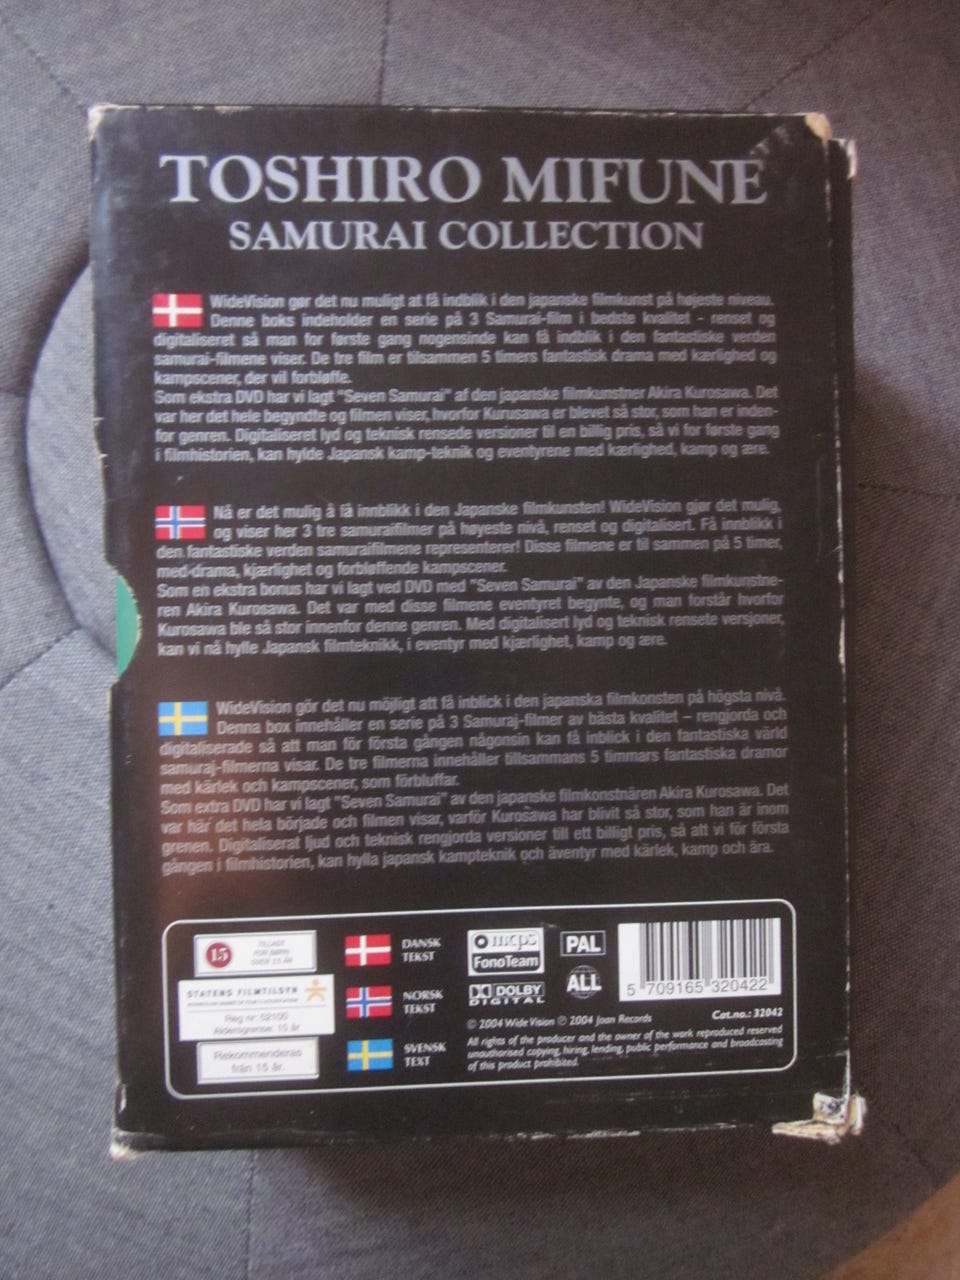 TOSHIRO MIFUNE
SAMURAI COLLECTION
WideVision gør det nu muligt at få indblik i den japanske filmkunst på højeste niveau.
Denne boks indeholder en serie på 3 Samurai-film i bedste kvalitet - renset og
digitaliseret så man for første gang nogensinde kan få indblik i den fantastiske verden
samurai-filmene viser. De tre film er tilsammen 5 timers fantastisk drama med kærlighed og
kampscener, der vil forbløffe.
Som ekstra DVD har vi lagt "Seven Samurai" af den japanske filmkunstner Akira Kurosawa. Det
var her det hele begyndte og filmen viser, hvorfor Kurusawa er blevet så stor, som han er inden-
for genren. Digitaliseret lyd og teknisk rensede versioner til en billig pris, så vi for første gang
i filmhistorien, kan hylde Japansk kamp-teknik og eventyrene med kærlighed, kamp og ære.
Nå er det mulig å få innblikk i den Japanske filmkunsten! WideVision gjør det mulig,
og viser her 3 tre samuraifilmer på høyeste nivå, renset og digitalisert. Få innblikk i
den fantastiske verden samuraifilmene representerer! Disse filmene er til sammen på 5 timer,
med drama, kjærlighet og forbløffende kampscener.
Som en ekstra bonus har vi lagt ved DVD med "Seven Samurai" av den Japanske filmkunstne-
ren Akira Kurosawa. Det var med disse filmene eventyret begynte, og man forstår hvorfor
Kurosawa ble så stor innenfor denne genren. Med digitalisert lyd og teknisk rensete versjoner,
kan vi nå hylle Japansk filmteknikk, i eventyr med kjærlighet, kamp og ære.
WideVision gör det nu möjligt att få inblick i den japanska filmkonsten på högsta nivå.
Denna box innehåller en serie på 3 Samuraj-filmer av bästa kvalitet – rengjorda och
digitaliserade så att man för första gången någonsin kan få inblick i den fantastiska värld
samuraj-filmerna visar. De tre filmerna innehåller tillsammans 5 timmars fantastiska dramor
med kärlek och kampscener, som förbluffar.
Som extra DVD har vi lagt "Seven Samurai" av den japanske filmkonstnären Akira Kurosawa. Det
var här det hela började och filmen visar, varför Kurosawa har blivit så stor, som han är inom
grenen. Digitaliserat ljud och teknisk rengjorda versioner till ett billigt pris, så att vi för första
gången i filmhistorien, kan hylla japansk kampteknik och äventyr med kärlek, kamp och ära.
15
TILLADT
FOR BØRN
OVER 15 ÅR
STATENS FILMTILSYN
Reg nr: 52100
Aldersgrense: 15 år
Rekommenderas
från 15 år.
DANSK
TEKST
NORSK
TEKST
SVENSK
TEXT
mcps
FonoTeam
DOLBY
DIGITAL
PAL
ALL
5 709165 320422
Cat.no.: 32042
© 2004 Wide Vision ℗ 2004 Joan Records
All rights of the producer and the owner of the work reproduced reserved
unauthorised copying, hiring, lending, public performance and broadcasting
of this product prohibited.